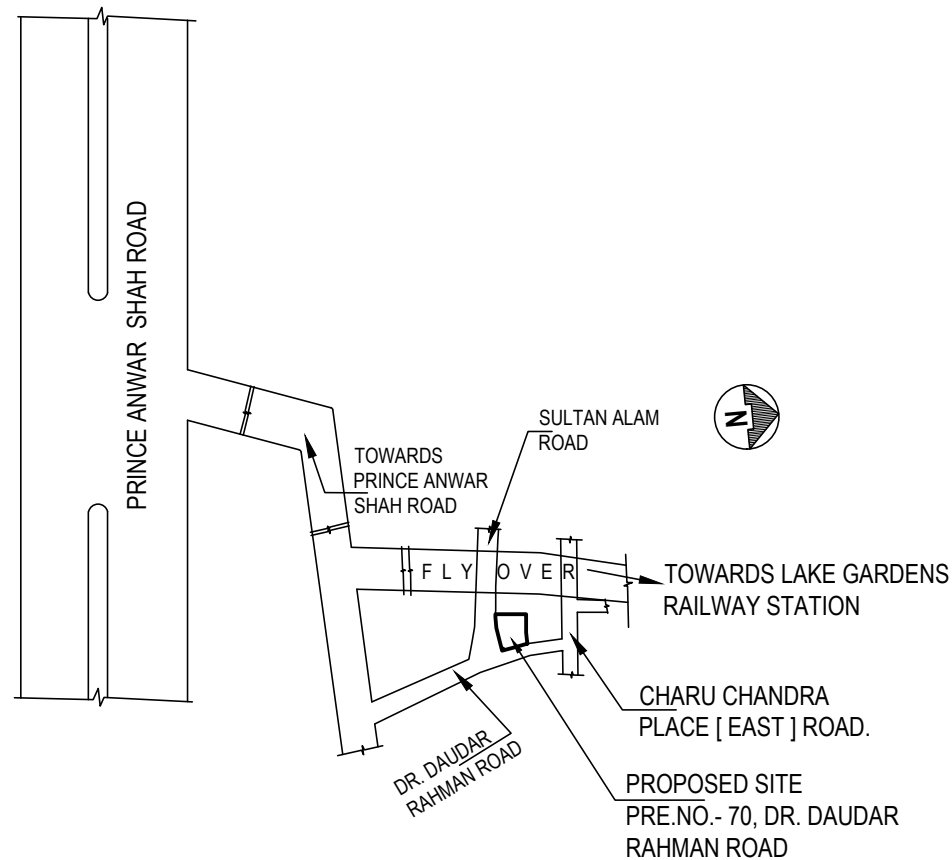 PRINCE ANWAR SHAH ROAD
SULTAN ALAM
ROAD
N
TOWARDS
PRINCE ANWAR
SHAH ROAD
FLY OVER
TOWARDS LAKE GARDENS
RAILWAY STATION
CHARU CHANDRA
PLACE [ EAST ] ROAD.
DR. DAUDAR
RAHMAN ROAD
PROPOSED SITE
PRE.NO.- 70, DR. DAUDAR
RAHMAN ROAD